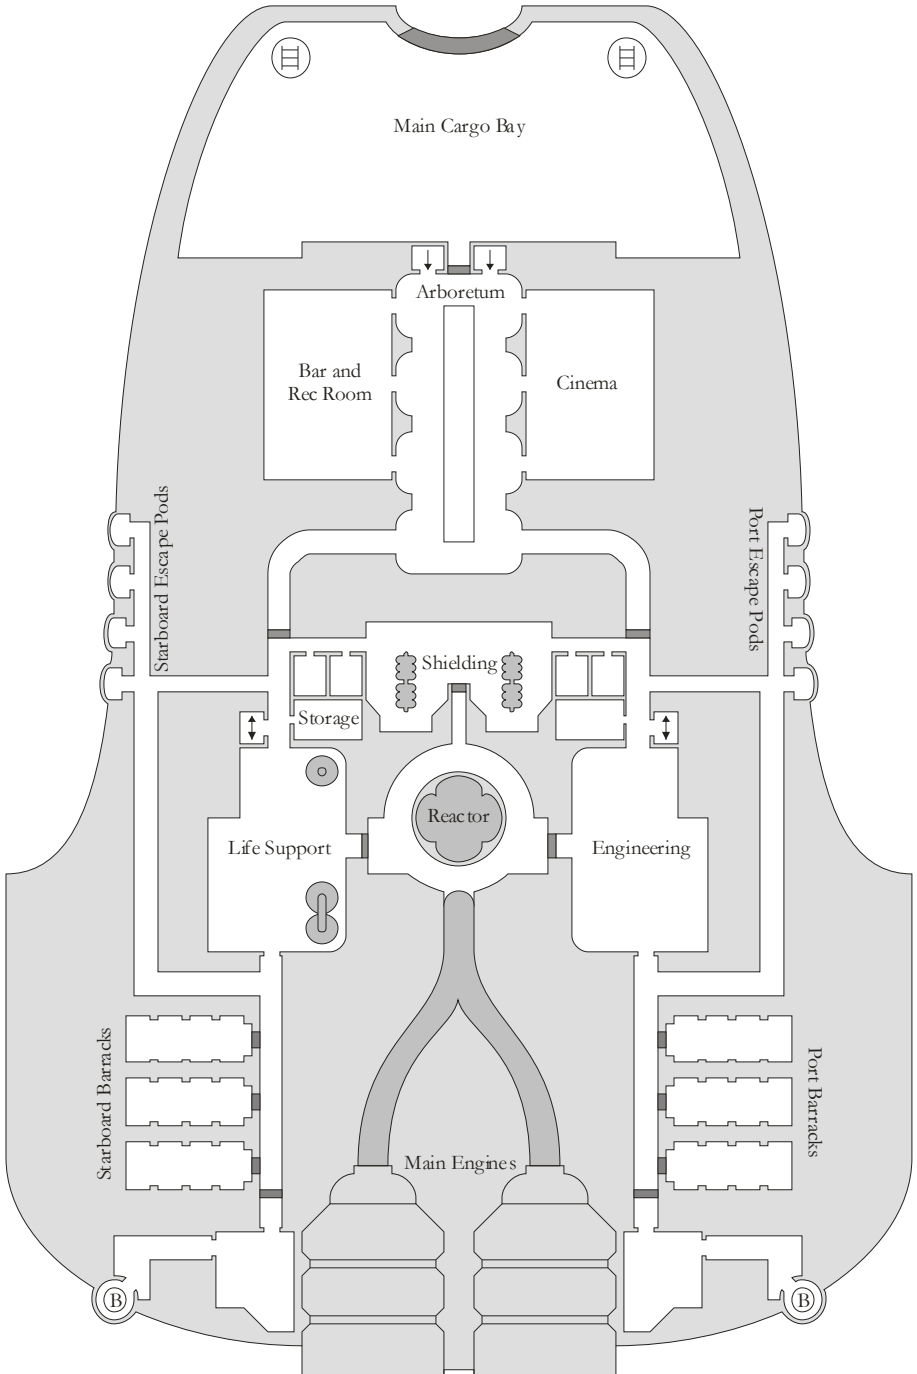 Main Cargo Bay
Arboretum
Bar and
Rec Room
Cinema
Starboard Escape Pods
Port Escape Pods
Shielding
Storage
Reactor
Life Support
Engineering
Starboard Barracks
Port Barracks
Main Engines
B
B